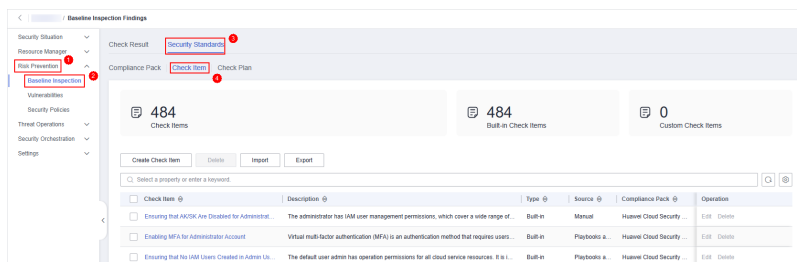 / Baseline Inspection Findings
Security Situation
Resource Manager
Risk Prevention
1
Baseline Inspection
2
Vulnerabilities
Security Policies
Threat Operations
Security Orchestration
Settings
Check Result
Security Standards
3
Compliance Pack
Check Item
Check Plan
4
484
Check Items
484
Built-in Check Items
0
Custom Check Items
Create Check Item
Delete
Import
Export
Select a property or enter a keyword.
Check Item Description Type Source Compliance Pack Operation
Ensuring that AK/SK Are Disabled for Administrat... The administrator has IAM user management permissions, which cover a wide range of... Built-in Manual Huawei Cloud Security ... Edit Delete
Enabling MFA for Administrator Account Virtual multi-factor authentication (MFA) is an authentication method that requires users... Built-in Playbooks a... Huawei Cloud Security ... Edit Delete
Ensuring that No IAM Users Created in Admin Us... The default user admin has operation permissions for all cloud service resources. It is i... Built-in Playbooks a... Huawei Cloud Security ... Edit Delete